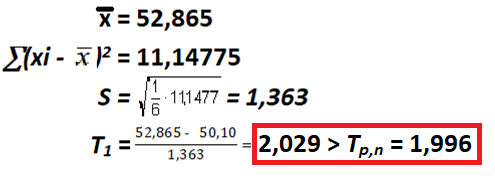 x̅ = 52,865
∑(xi - x̅ )² = 11,14775
S = √(1/6 · 11,1477) = 1,363
T₁ = (52,865 - 50,10)/1,363 = 2,029 > Tₚ,ₙ = 1,996